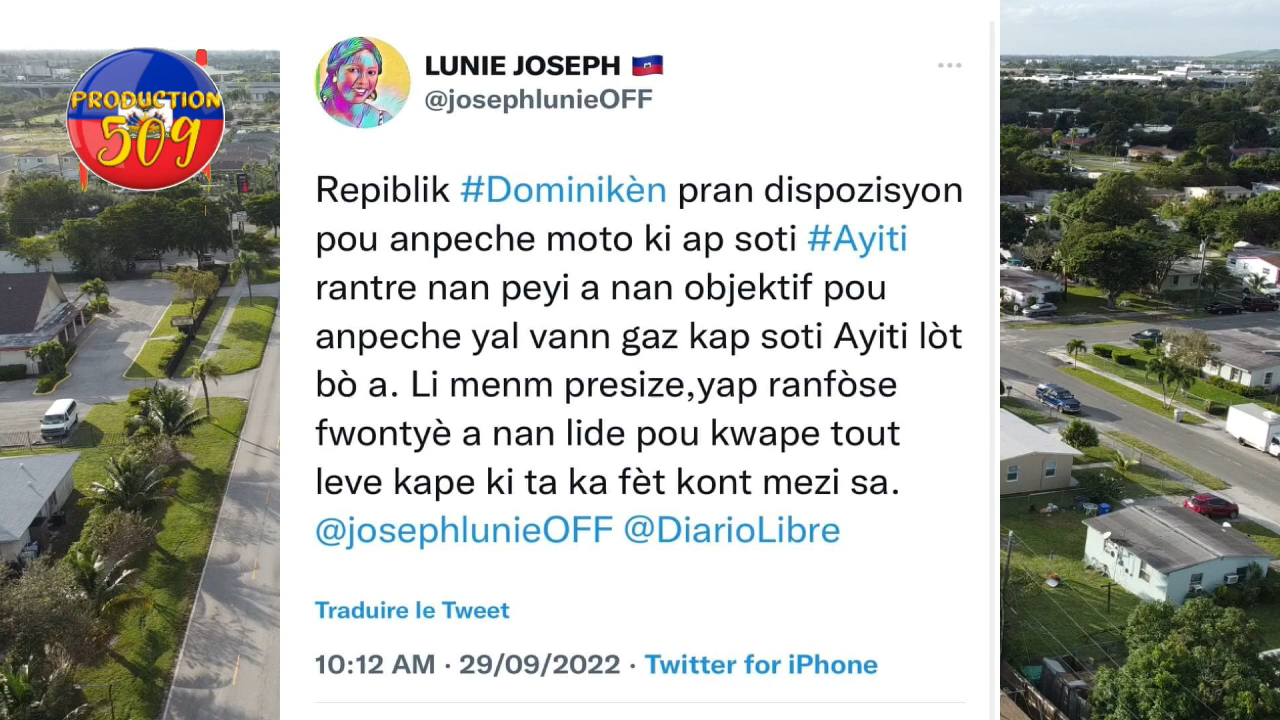 PRODUCTION
509
LUNIE JOSEPH 🇭🇹
@josephlunieOFF
Repiblik #Dominikèn pran dispozisyon
pou anpeche moto ki ap soti #Ayiti
rantre nan peyi a nan objektif pou
anpeche yal vann gaz kap soti Ayiti lòt
bò a. Li menm presize,yap ranfòse
fwontyè a nan lide pou kwape tout
leve kape ki ta ka fèt kont mezi sa.
@josephlunieOFF @DiarioLibre
Traduire le Tweet
10:12 AM · 29/09/2022 · Twitter for iPhone